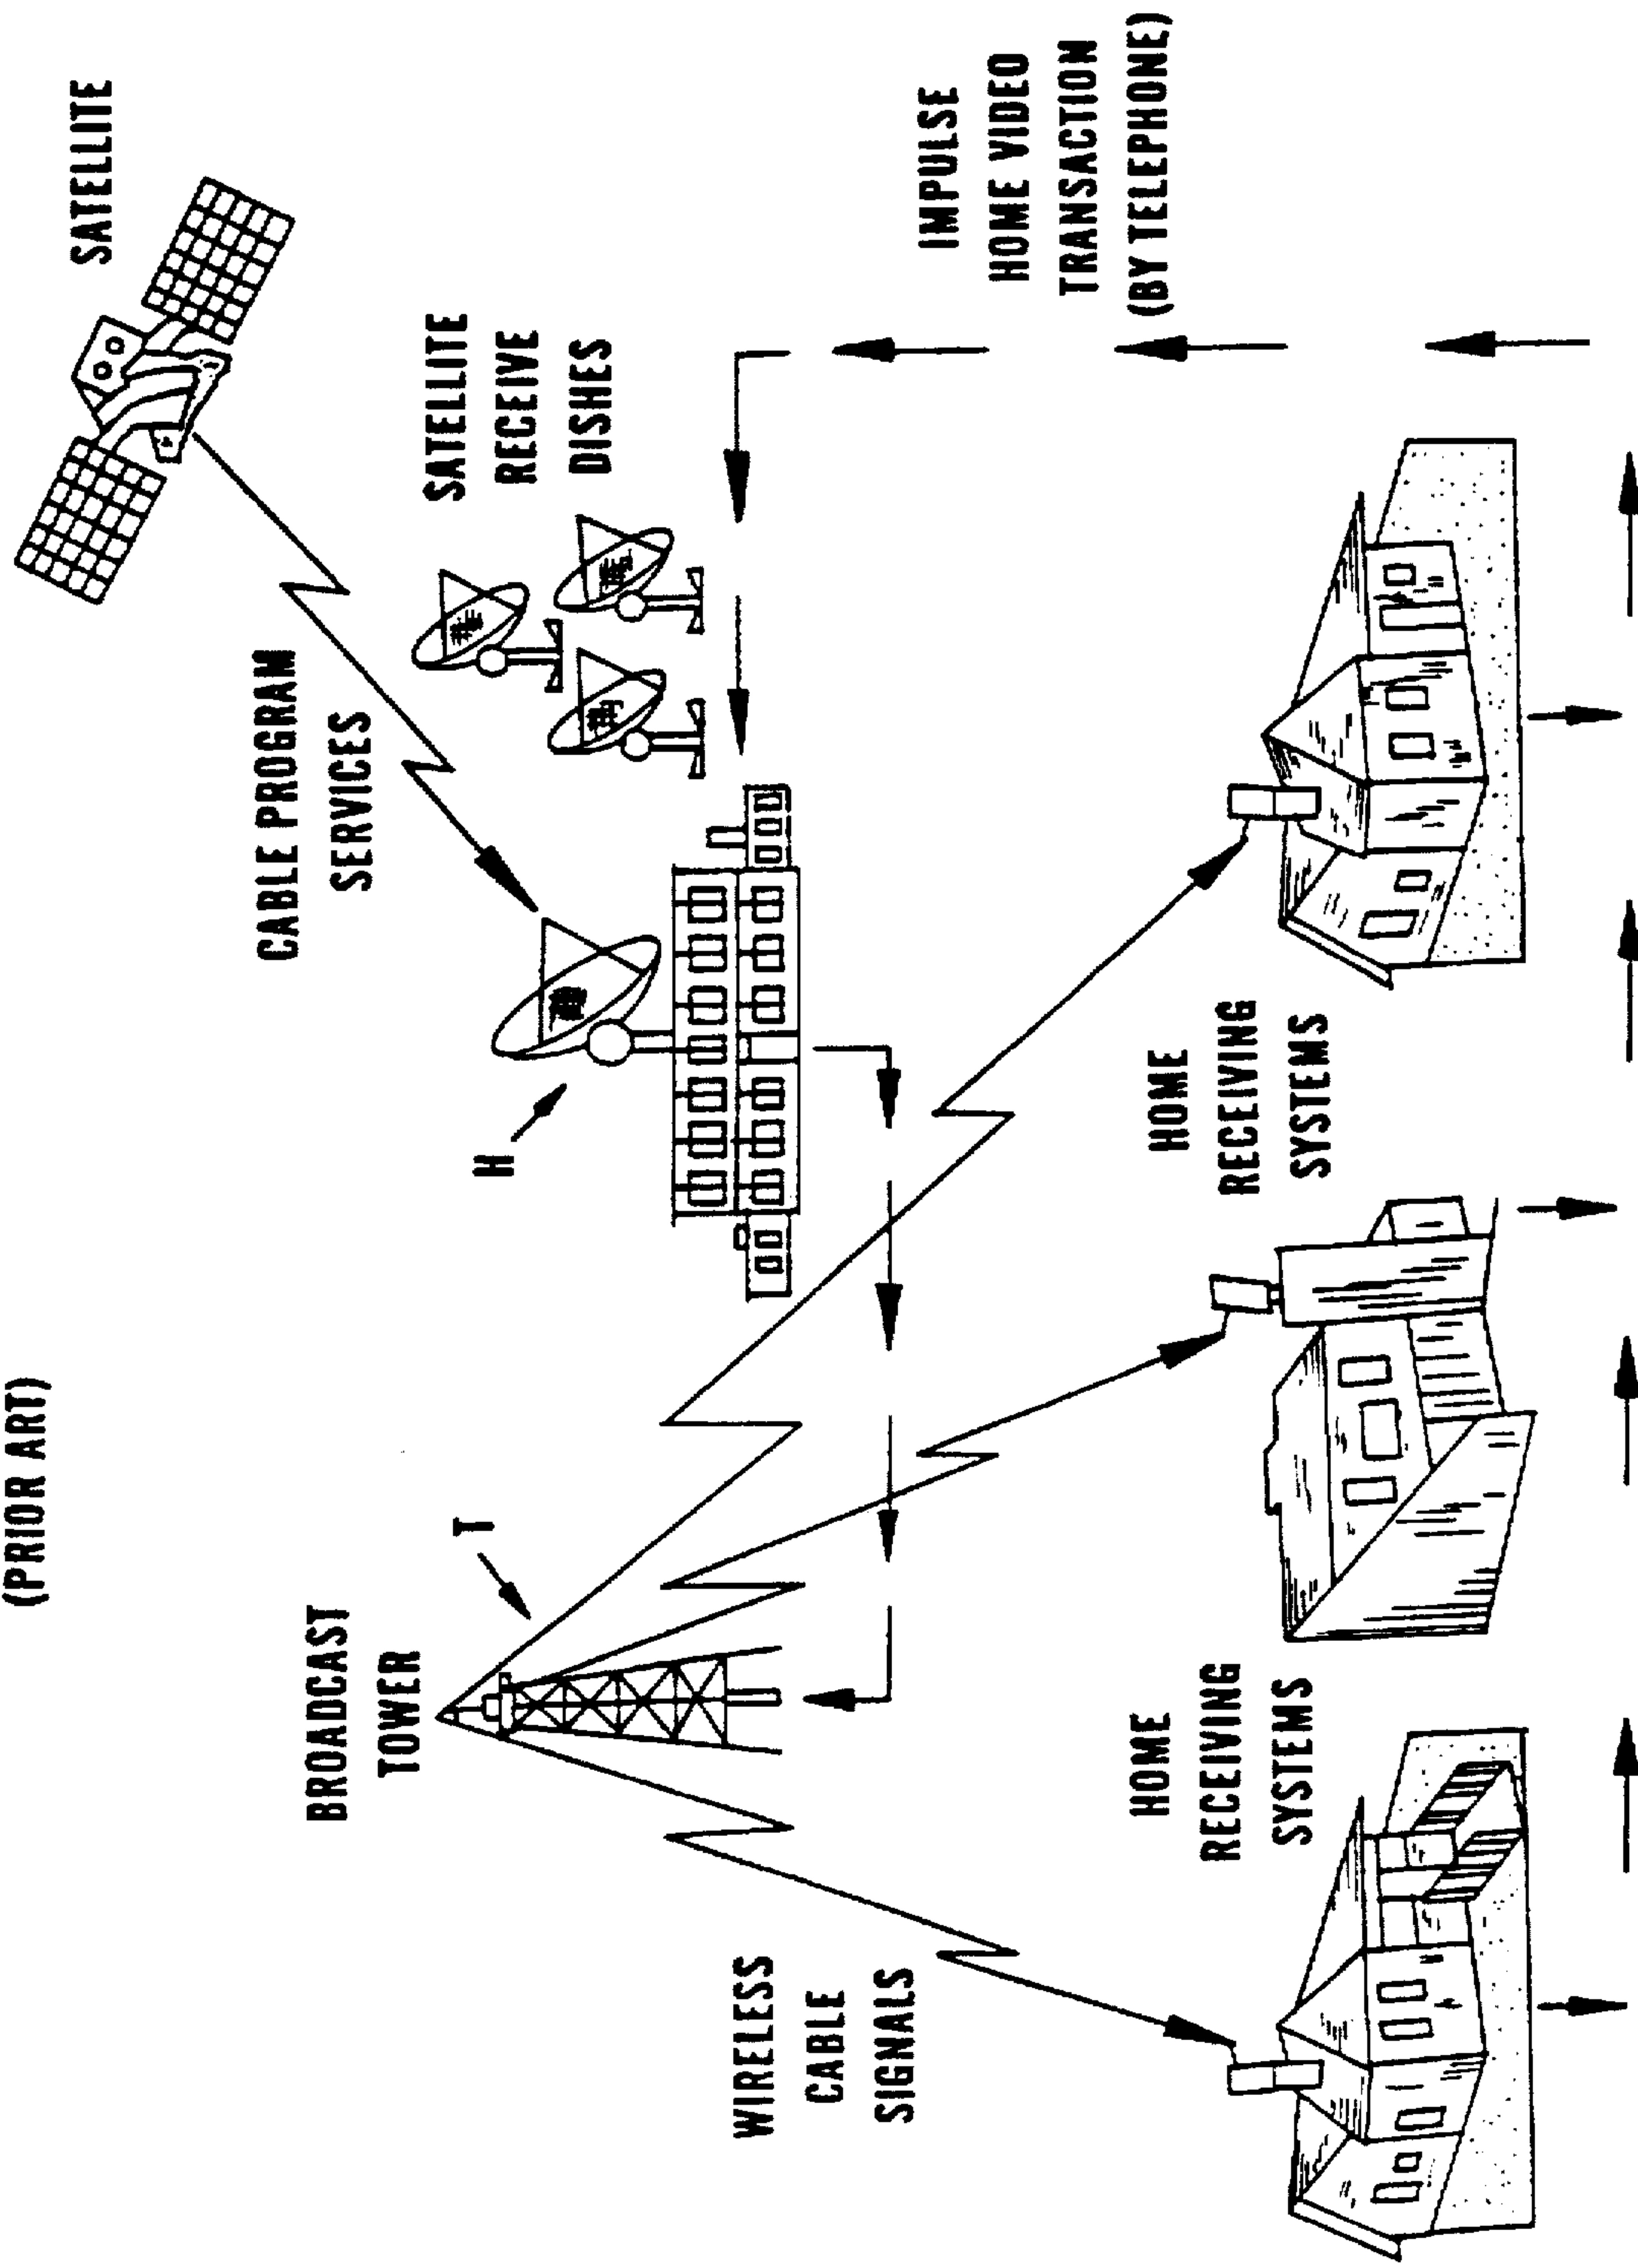 (PRIOR ART)
SATELLITE
CABLE PROGRAM
SERVICES
SATELLITE
RECEIVE
DISHES
H
BROADCAST
TOWER
T
IMPULSE
HOME VIDEO
TRANSACTION
(BY TELEPHONE)
WIRELESS
CABLE
SIGNALS
HOME
RECEIVING
SYSTEMS
HOME
RECEIVING
SYSTEMS